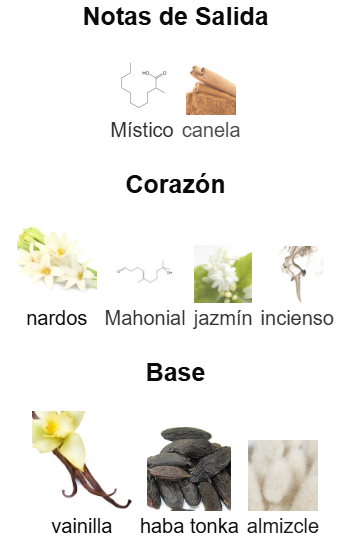 Notas de Salida
Místico canela
Corazón
nardos Mahonial jazmín incienso
Base
vainilla haba tonka almizcle